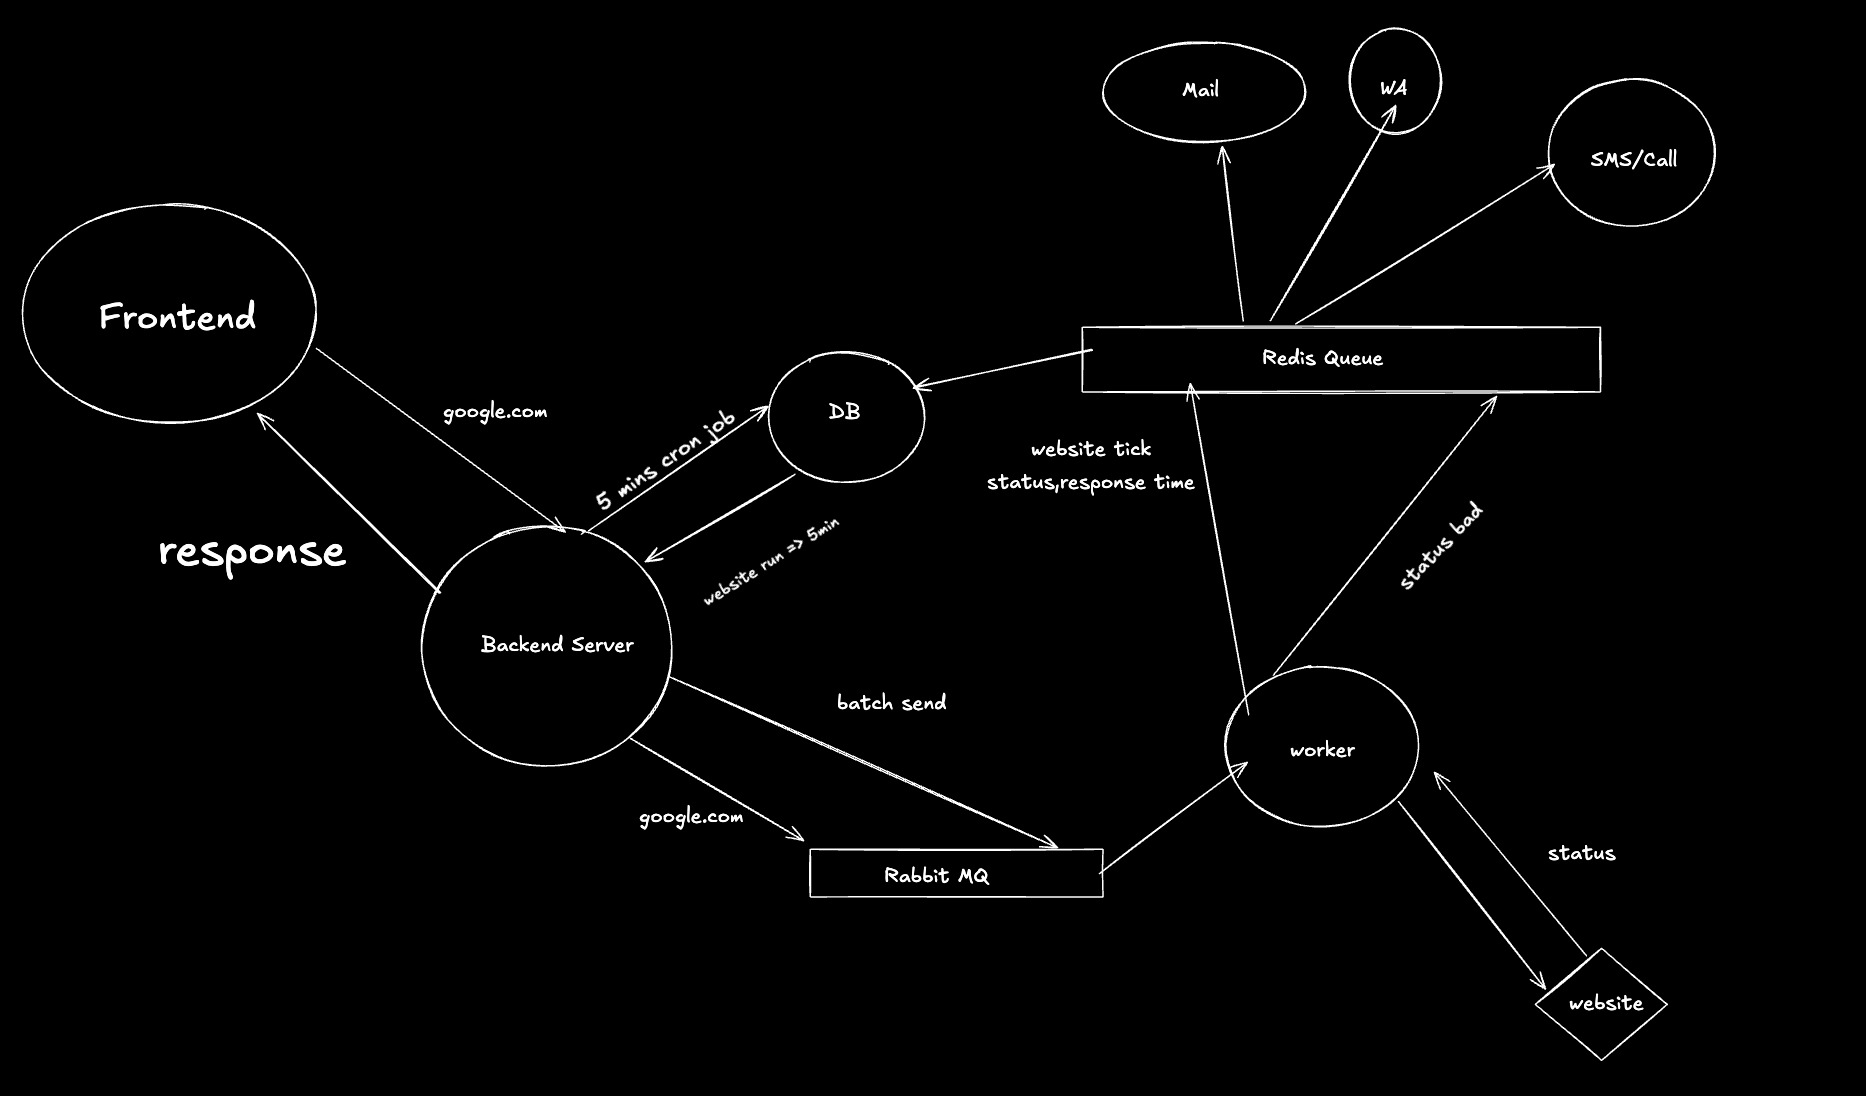 Mail
WA
SMS/Call
Frontend
Redis Queue
google.com
DB
5 mins cron job
website tick
status,response time
response
status bad
website run => 5min
Backend Server
batch send
worker
google.com
status
Rabbit MQ
website